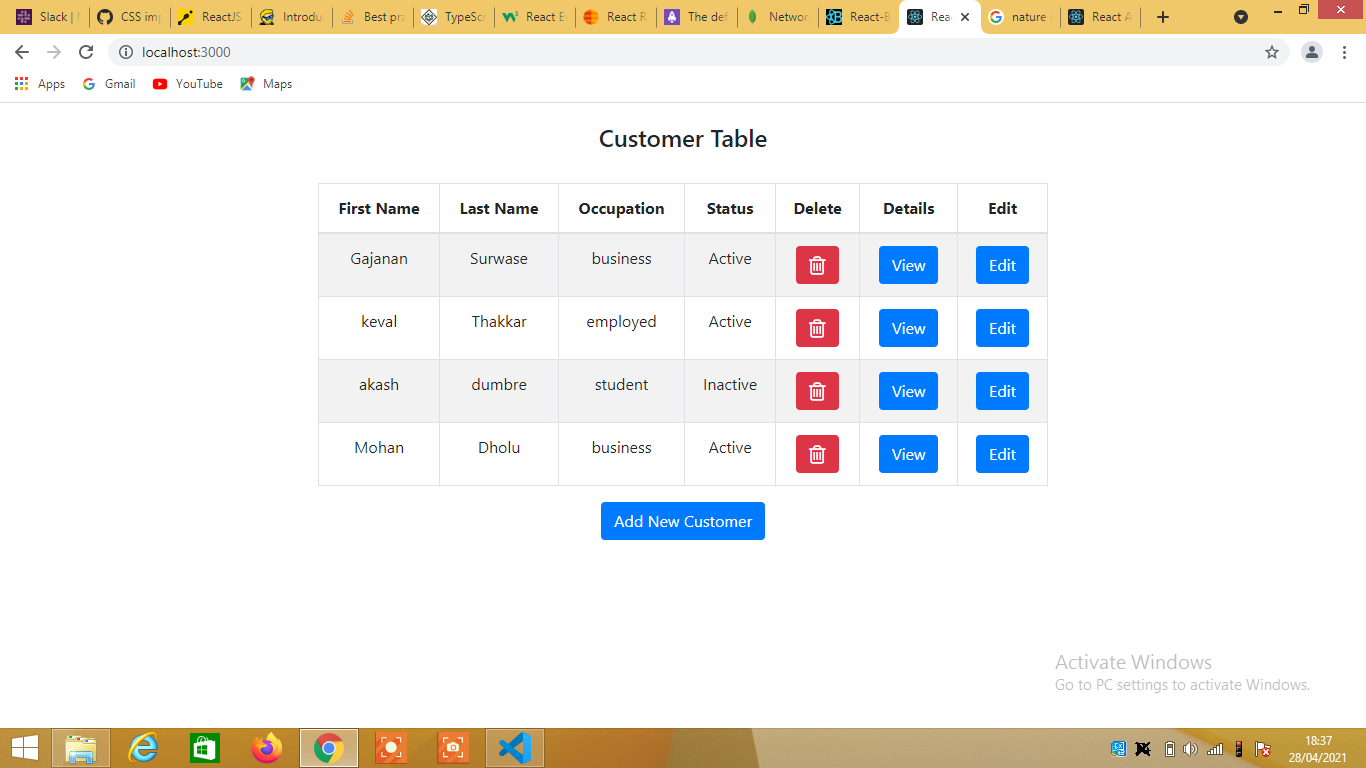 Slack | CSS imp ReactJS Introdu Best pra TypeScr React E React R The def Networ React-B Rea nature i React A
localhost:3000
Apps Gmail YouTube Maps
Customer Table
First Name Last Name Occupation Status Delete Details Edit
Gajanan Surwase business Active View Edit
keval Thakkar employed Active View Edit
akash dumbre student Inactive View Edit
Mohan Dholu business Active View Edit
Add New Customer
Activate Windows
Go to PC settings to activate Windows.
18:37
28/04/2021